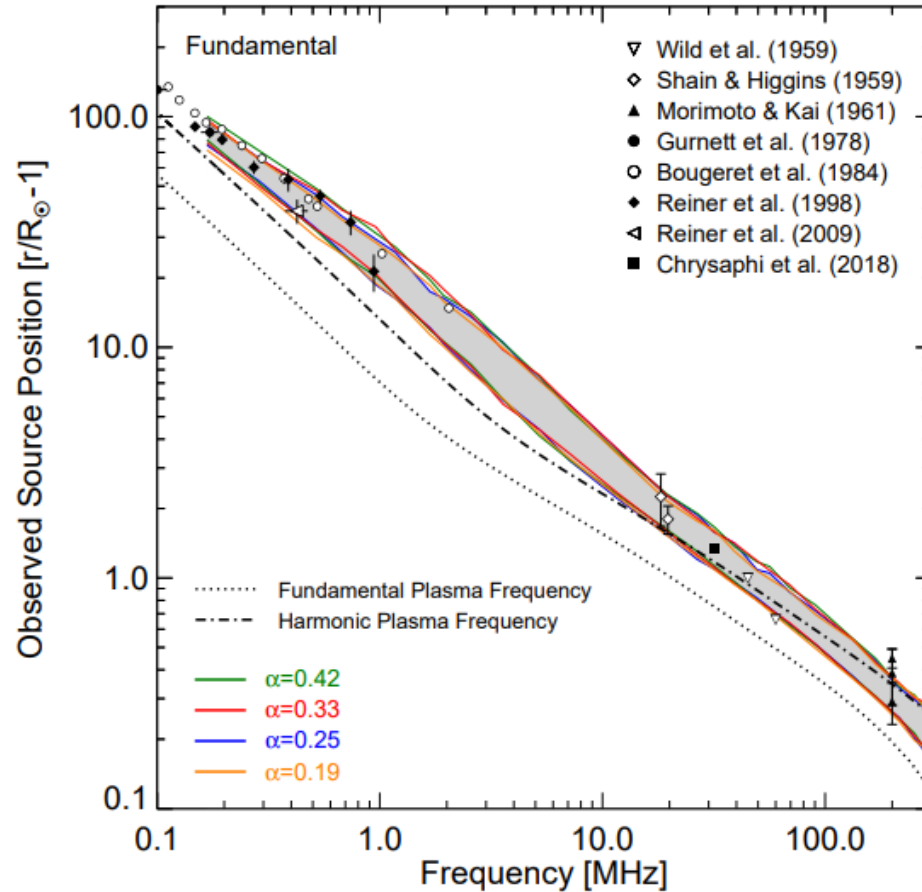 Fundamental
Wild et al. (1959)
Shain & Higgins (1959)
Morimoto & Kai (1961)
Gurnett et al. (1978)
Bougeret et al. (1984)
Reiner et al. (1998)
Reiner et al. (2009)
Chrysaphi et al. (2018)
Observed Source Position [r/R☉-1]
100.0
10.0
1.0
0.1
Fundamental Plasma Frequency
Harmonic Plasma Frequency
α=0.42
α=0.33
α=0.25
α=0.19
0.1 1.0 10.0 100.0
Frequency [MHz]